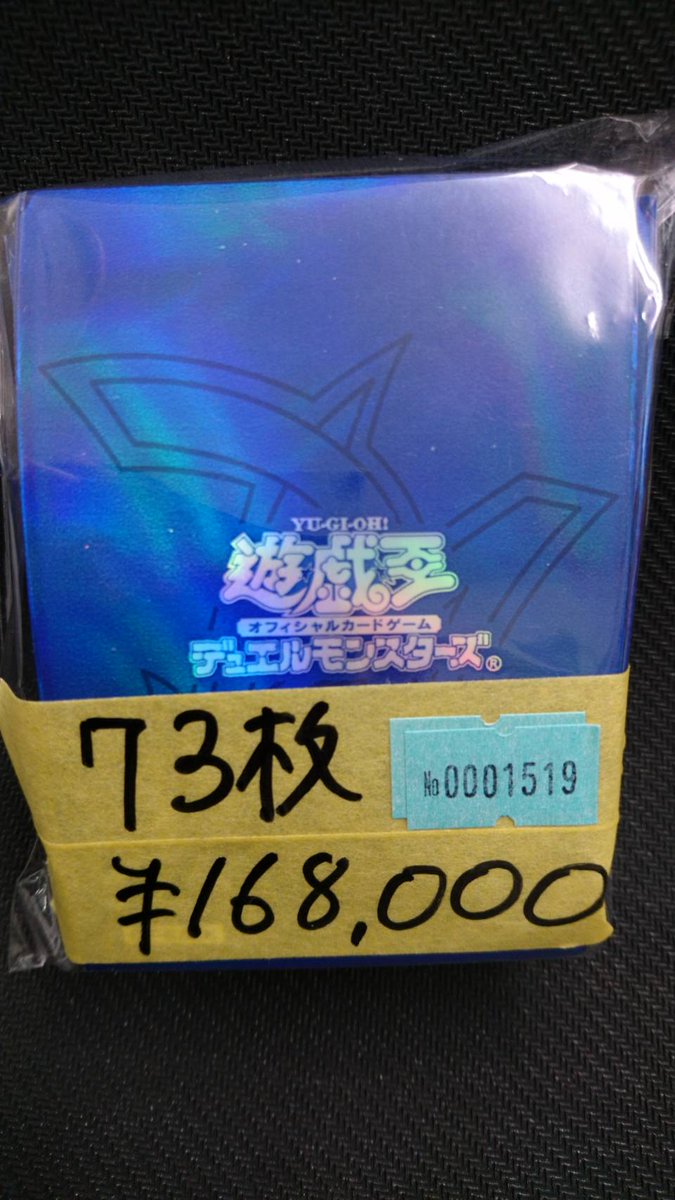 YU-GI-OH!
遊☆戯☆王
オフィシャルカードゲーム
デュエルモンスターズ®
73枚
№0001519
¥168,000